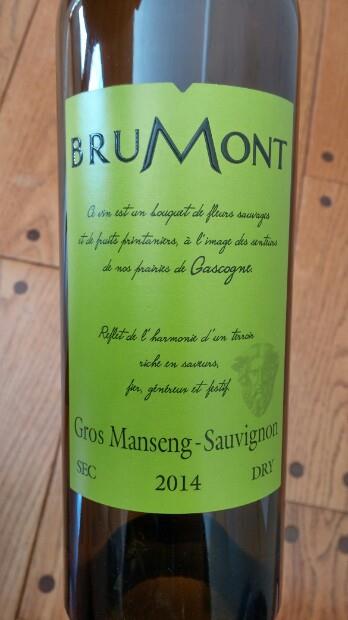 BRUMONT
Ce vin est un bouquet de fleurs sauvages
et de fruits printaniers, à l'image des senteurs
de nos prairies de Gascogne.
Reflet de l'harmonie d'un terroir
riche en saveurs,
fier, généreux et festif.
Gros Manseng-Sauvignon
SEC 2014 DRY